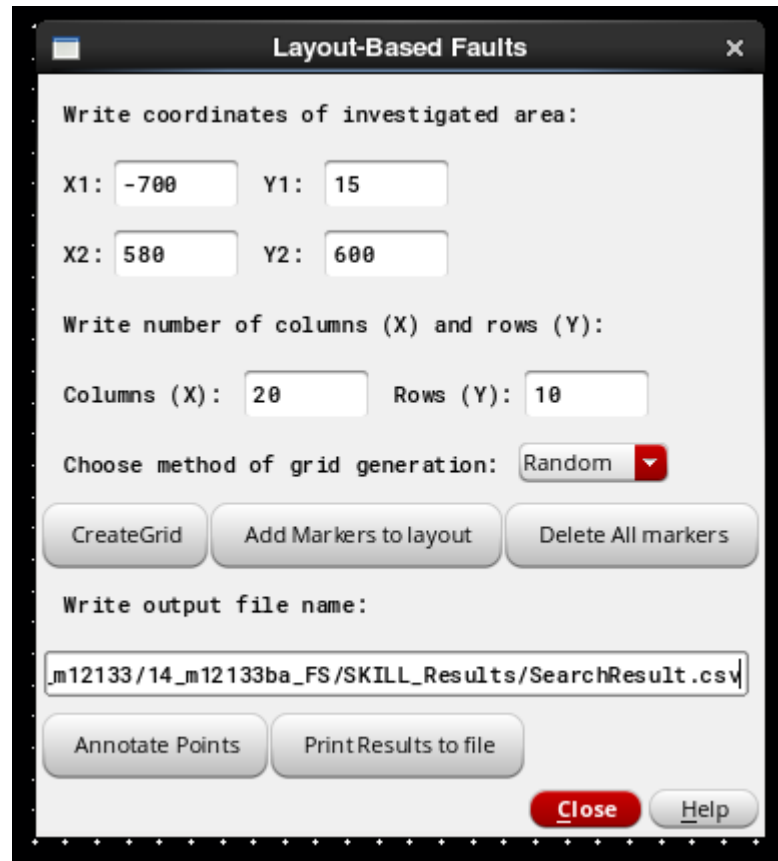 Layout-Based Faults
Write coordinates of investigated area:
X1: -700 Y1: 15
X2: 580 Y2: 600
Write number of columns (X) and rows (Y):
Columns (X): 20 Rows (Y): 10
Choose method of grid generation: Random
CreateGrid Add Markers to layout Delete All markers
Write output file name:
_m12133/14_m12133ba_FS/SKILL_Results/SearchResult.csv
Annotate Points Print Results to file
Close Help